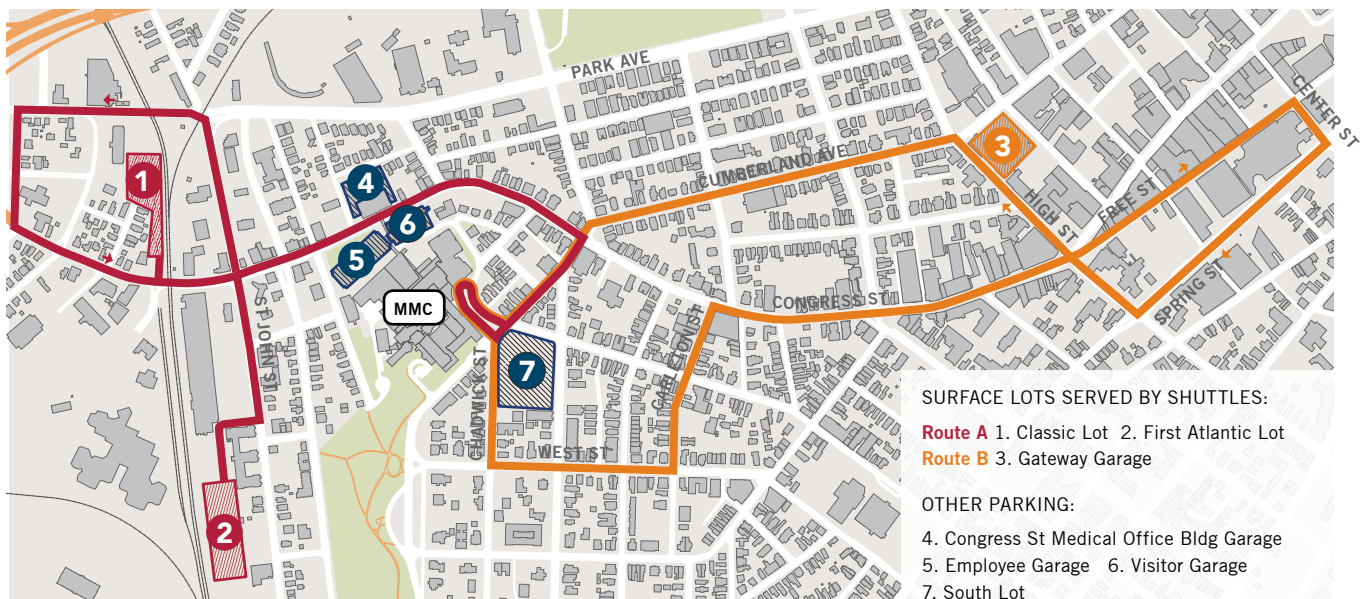 PARK AVE
CENTER ST
1
4
3
CUMBERLAND AVE
6
5
HIGH ST
FREE ST
MMC
S ST JOHN ST
CONGRESS ST
SPRING ST
7
CARLETON ST
CHADWICK ST
WEST ST
2
SURFACE LOTS SERVED BY SHUTTLES:
Route A 1. Classic Lot 2. First Atlantic Lot
Route B 3. Gateway Garage
OTHER PARKING:
4. Congress St Medical Office Bldg Garage
5. Employee Garage 6. Visitor Garage
7. South Lot